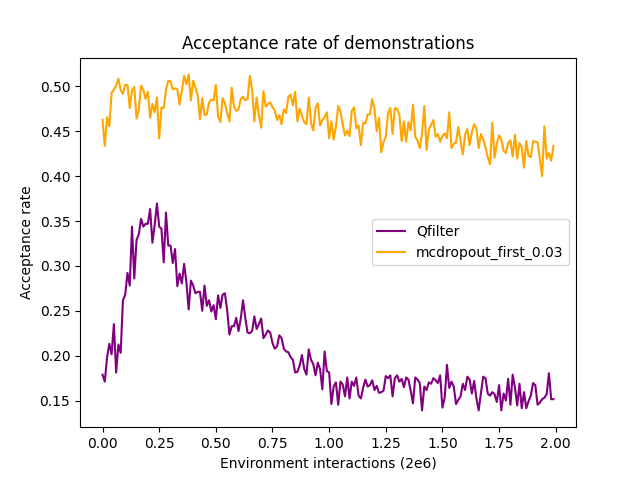 Acceptance rate of demonstrations
Acceptance rate
0.50
0.45
0.40
0.35
0.30
0.25
0.20
0.15
Qfilter
mcdropout_first_0.03
0.00 0.25 0.50 0.75 1.00 1.25 1.50 1.75 2.00
Environment interactions (2e6)